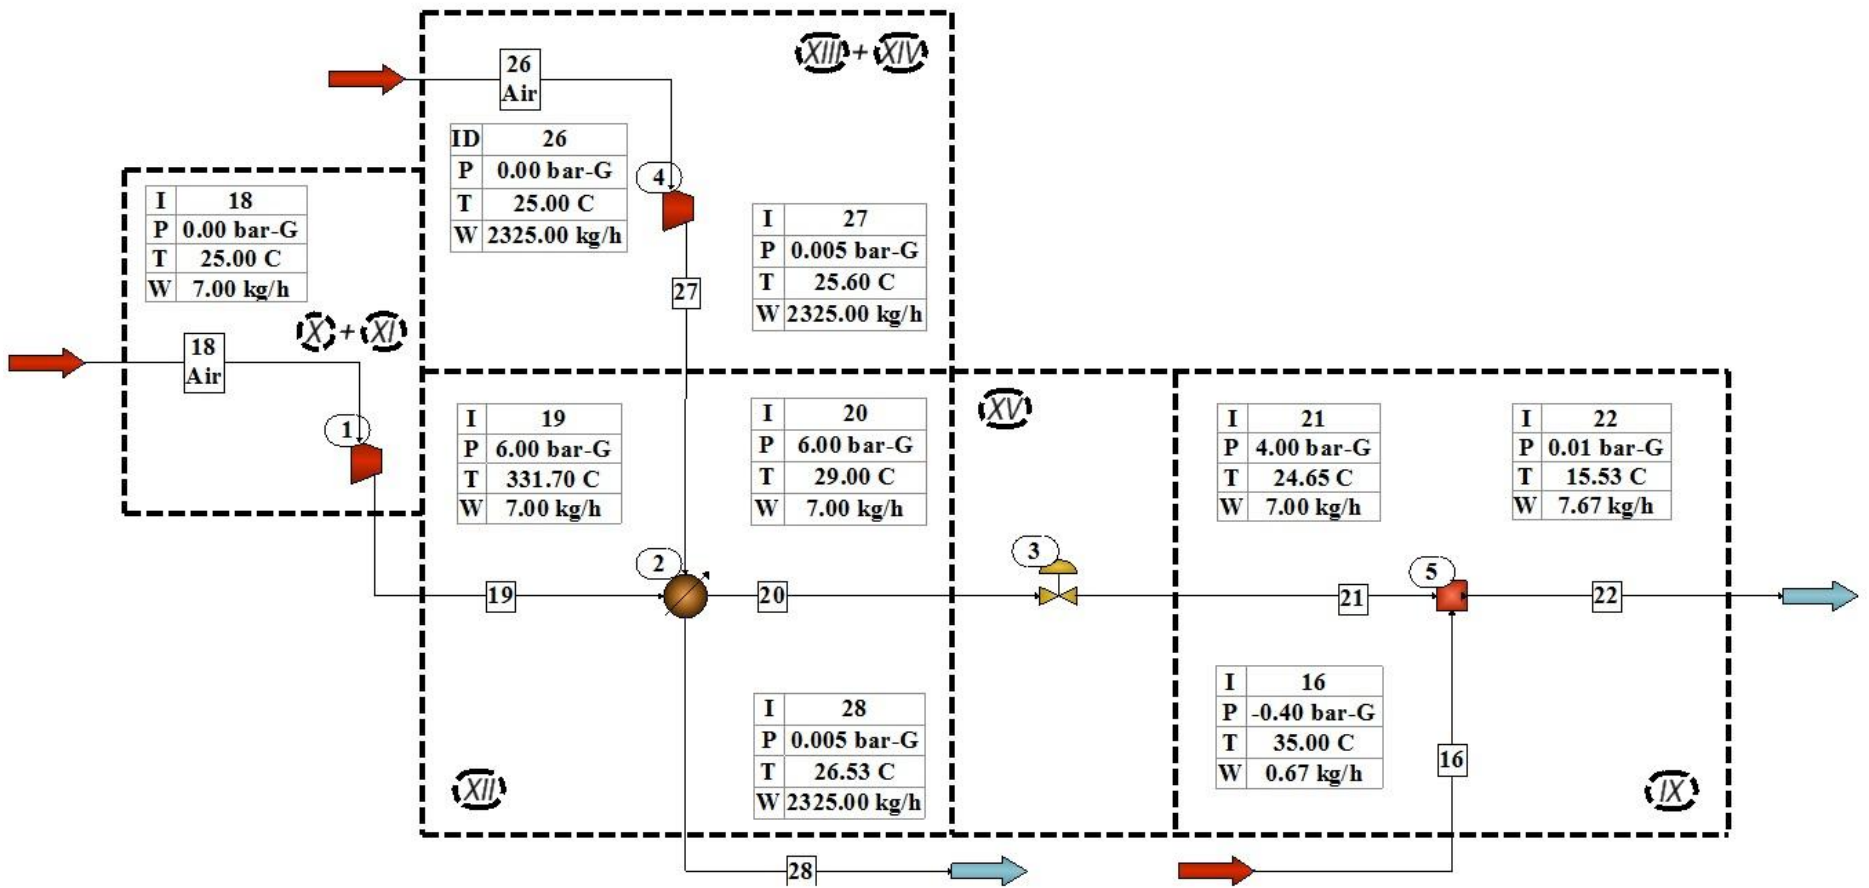 26
Air
XIII + XIV
ID 26
P 0.00 bar-G
T 25.00 C
W 2325.00 kg/h
4
I 27
P 0.005 bar-G
T 25.60 C
W 2325.00 kg/h
27
I 18
P 0.00 bar-G
T 25.00 C
W 7.00 kg/h
X + XI
18
Air
1
I 19
P 6.00 bar-G
T 331.70 C
W 7.00 kg/h
I 20
P 6.00 bar-G
T 29.00 C
W 7.00 kg/h
XV
I 21
P 4.00 bar-G
T 24.65 C
W 7.00 kg/h
I 22
P 0.01 bar-G
T 15.53 C
W 7.67 kg/h
2
3
5
19
20
21
22
I 28
P 0.005 bar-G
T 26.53 C
W 2325.00 kg/h
I 16
P -0.40 bar-G
T 35.00 C
W 0.67 kg/h
16
XII
IX
28